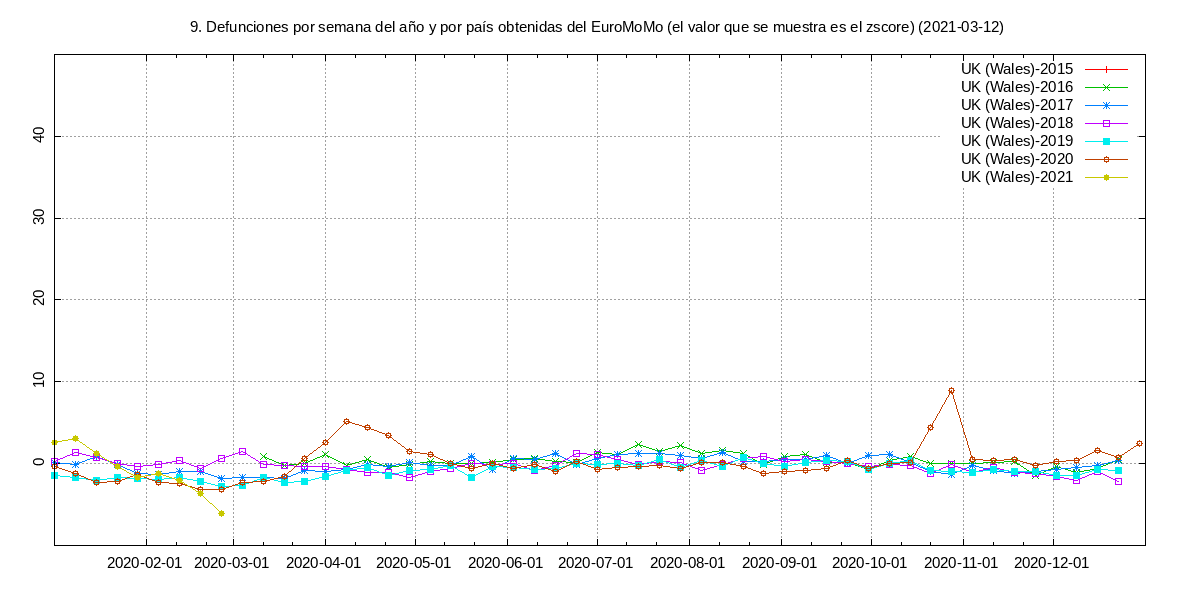 9. Defunciones por semana del año y por país obtenidas del EuroMoMo (el valor que se muestra es el zscore) (2021-03-12)
UK (Wales)-2015
UK (Wales)-2016
UK (Wales)-2017
UK (Wales)-2018
UK (Wales)-2019
UK (Wales)-2020
UK (Wales)-2021
40
30
20
10
0
2020-02-01 2020-03-01 2020-04-01 2020-05-01 2020-06-01 2020-07-01 2020-08-01 2020-09-01 2020-10-01 2020-11-01 2020-12-01